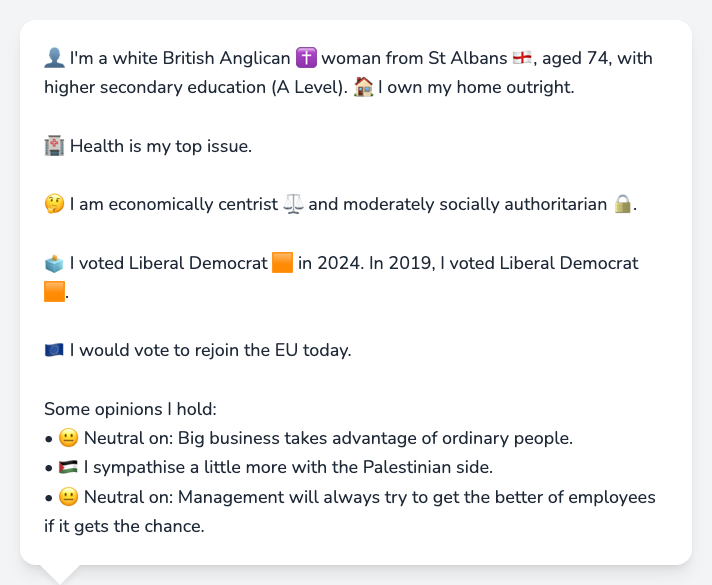 👤 I'm a white British Anglican ✝️ woman from St Albans 🏴󠁧󠁢󠁥󠁮󠁧󠁿, aged 74, with
higher secondary education (A Level). 🏠 I own my home outright.
🏥 Health is my top issue.
🤔 I am economically centrist ⚖️ and moderately socially authoritarian 🔒.
🗳️ I voted Liberal Democrat 🟧 in 2024. In 2019, I voted Liberal Democrat
🟧.
🇪🇺 I would vote to rejoin the EU today.
Some opinions I hold:
• 😐 Neutral on: Big business takes advantage of ordinary people.
• 🇵🇸 I sympathise a little more with the Palestinian side.
• 😐 Neutral on: Management will always try to get the better of employees
if it gets the chance.